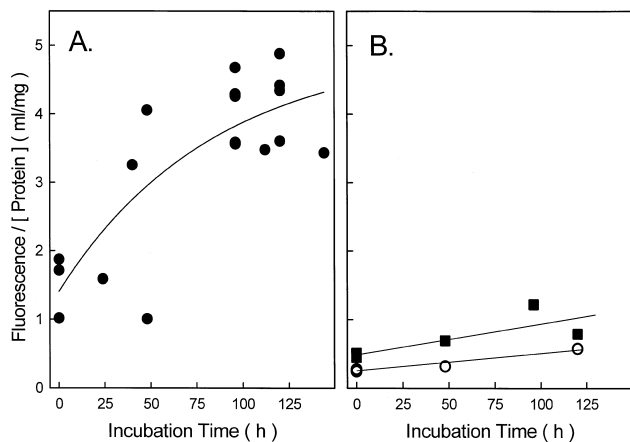 A.
B.
Fluorescence / [ Protein ] ( ml/mg )
5
4
3
2
1
0
0 25 50 75 100 125
0 25 50 75 100 125
Incubation Time ( h )
Incubation Time ( h )